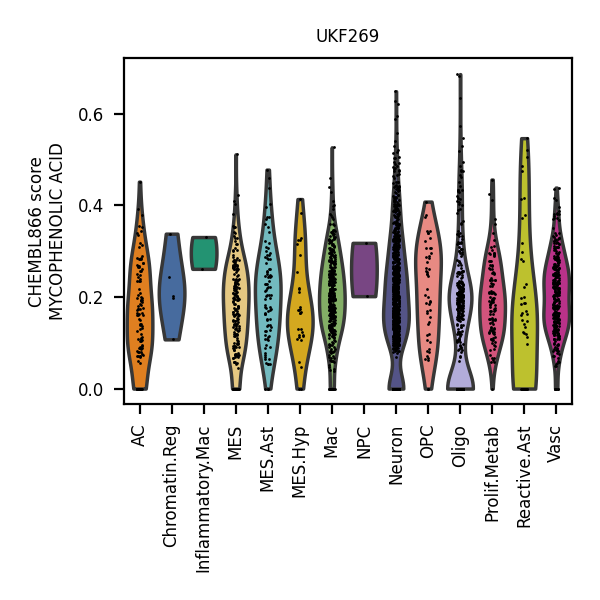 UKF269
CHEMBL866 score
MYCOPHENOLIC ACID
0.6
0.4
0.2
0.0
AC
Chromatin.Reg
Inflammatory.Mac
MES
MES.Ast
MES.Hyp
Mac
NPC
Neuron
OPC
Oligo
Prolif.Metab
Reactive.Ast
Vasc